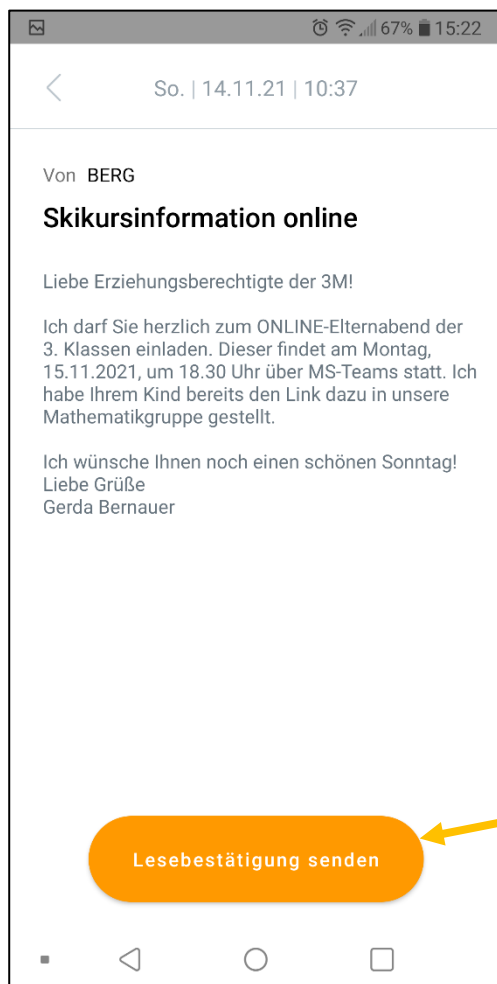 67% 15:22
So. | 14.11.21 | 10:37
Von BERG
Skikursinformation online
Liebe Erziehungsberechtigte der 3M!
Ich darf Sie herzlich zum ONLINE-Elternabend der
3. Klassen einladen. Dieser findet am Montag,
15.11.2021, um 18.30 Uhr über MS-Teams statt. Ich
habe Ihrem Kind bereits den Link dazu in unsere
Mathematikgruppe gestellt.
Ich wünsche Ihnen noch einen schönen Sonntag!
Liebe Grüße
Gerda Bernauer
Lesebestätigung senden